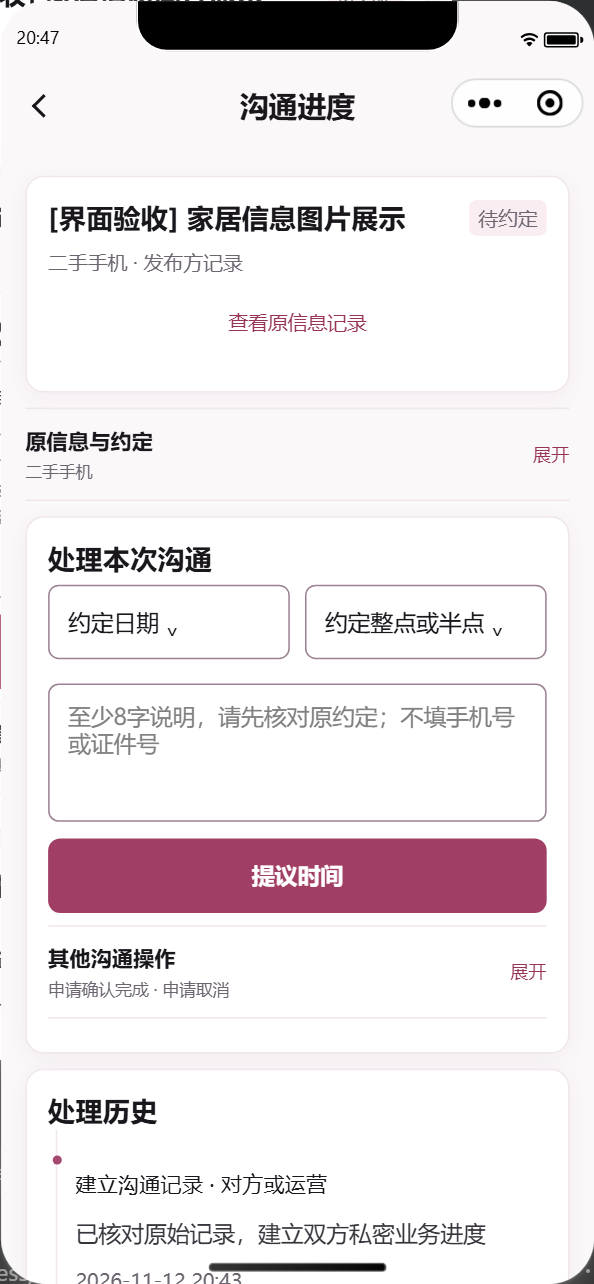 20:47
沟通进度
[界面验收] 家居信息图片展示
待约定
二手手机 · 发布方记录
查看原信息记录
原信息与约定
展开
二手手机
处理本次沟通
约定日期 ˅
约定整点或半点 ˅
至少8字说明，请先核对原约定；不填手机号
或证件号
提议时间
其他沟通操作
展开
申请确认完成 · 申请取消
处理历史
建立沟通记录 · 对方或运营
已核对原始记录，建立双方私密业务进度
2026-11-12 20:43